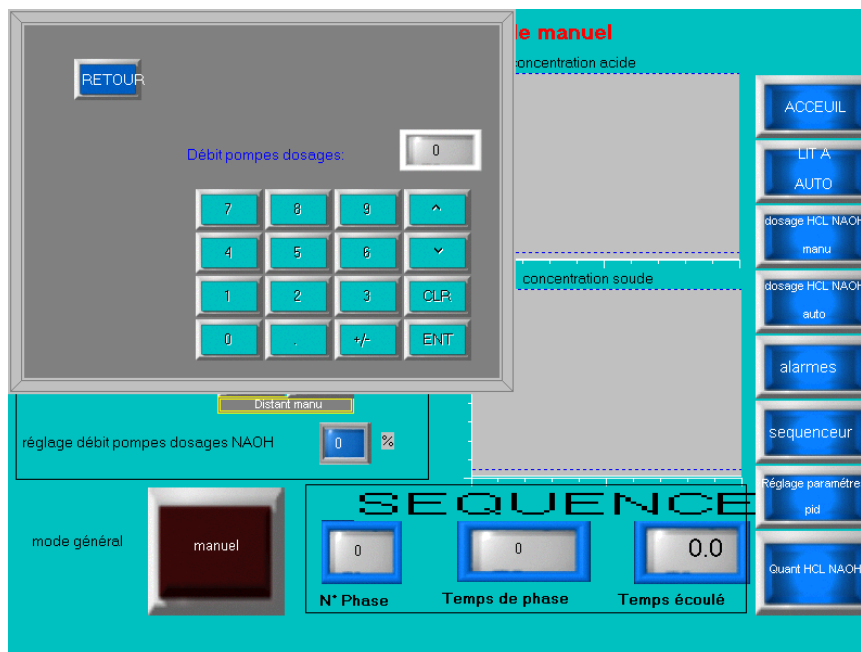 le manuel
RETOUR
concentration acide
Débit pompes dosages:
0
7 8 9 ^
4 5 6 ˅
1 2 3 CLR
0 . +/- ENT
concentration soude
Distant manu
réglage débit pompes dosages NAOH
0
%
mode général
manuel
SEQUENCE
0
0
0.0
N° Phase
Temps de phase
Temps écoulé
ACCEUIL
LIT A
AUTO
dosage HCL NAOH
manu
dosage HCL NAOH
auto
alarmes
sequenceur
Réglage paramétre
pid
Quant HCL NAOH